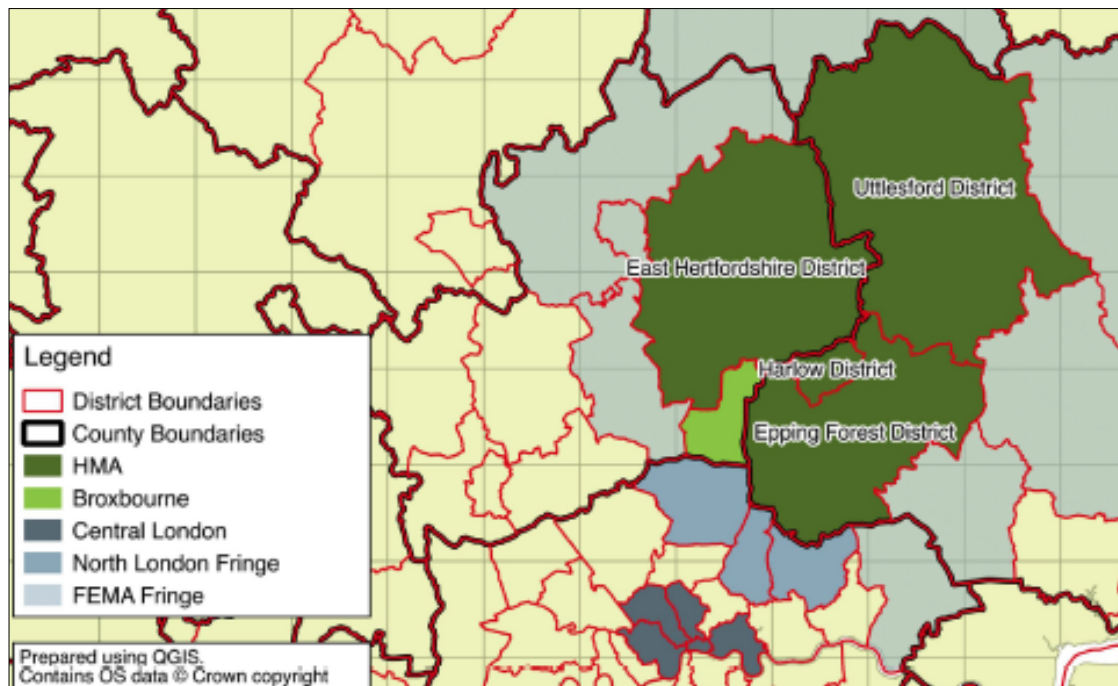 Uttlesford District
East Hertfordshire District
Harlow District
Epping Forest District
Legend
District Boundaries
County Boundaries
HMA
Broxbourne
Central London
North London Fringe
FEMA Fringe
Prepared using QGIS.
Contains OS data © Crown copyright